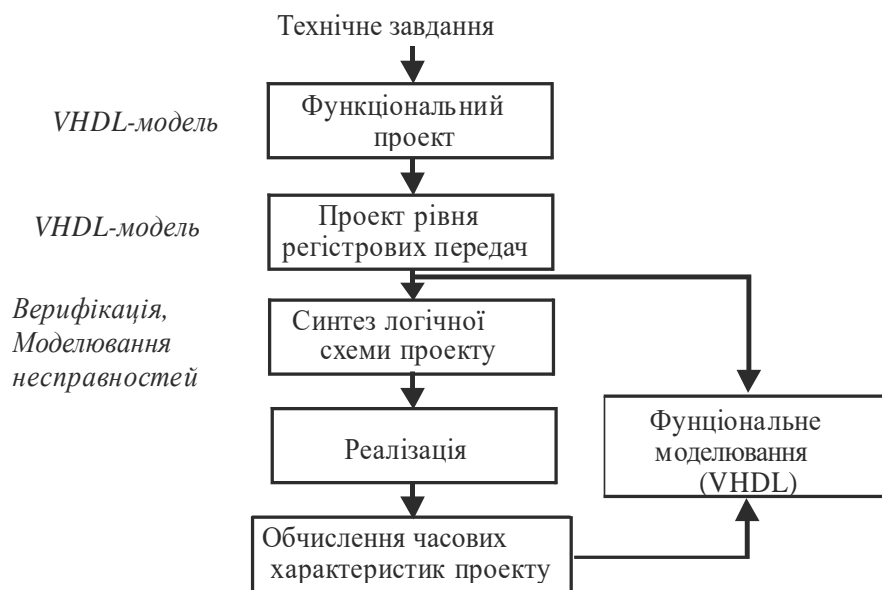 Технічне завдання
VHDL-модель
Функціональний
проект
VHDL-модель
Проект рівня
регістрових передач
Верифікація,
Моделювання
несправностей
Синтез логічної
схеми проекту
Реалізація
Фунціональне
моделювання
(VHDL)
Обчислення часових
характеристик проекту